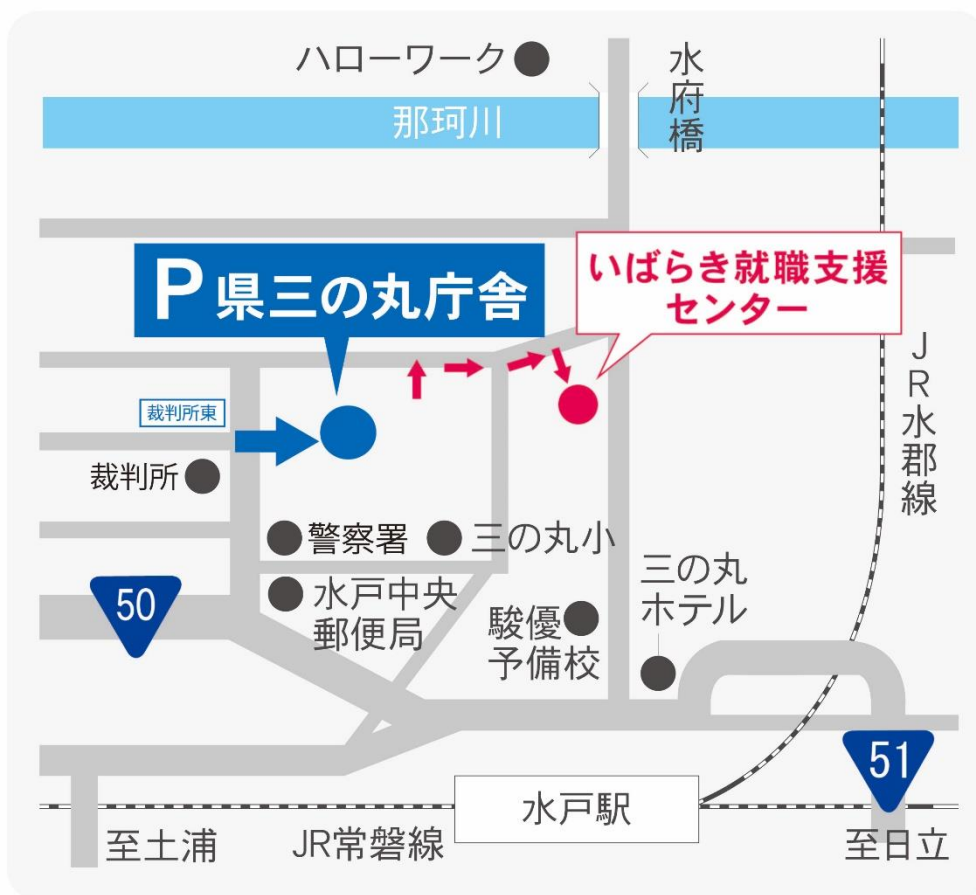 ハローワーク
水府橋
那珂川
P 県三の丸庁舎
いばらき就職支援
センター
JR水郡線
裁判所東
裁判所
警察署
三の丸小
50
水戸中央
郵便局
駿優
予備校
三の丸
ホテル
51
水戸駅
至土浦
JR常磐線
至日立